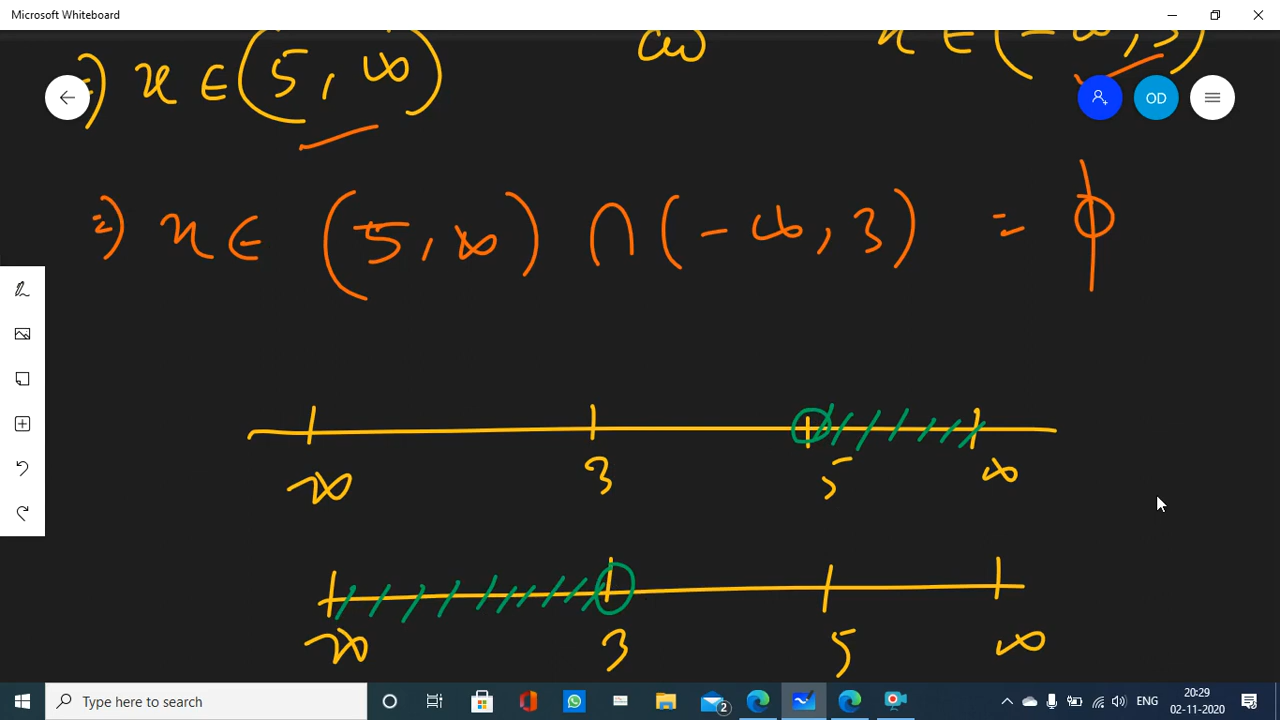 Microsoft Whiteboard
⇒) x ∈ (5, ∞) x ∈ (-∞, 3)
OD
⇒) x ∈ (5, ∞) ∩ (-∞, 3) = φ
-∞ 3 5 ∞
-∞ 3 5 ∞
Type here to search
2
ENG
20:29
02-11-2020